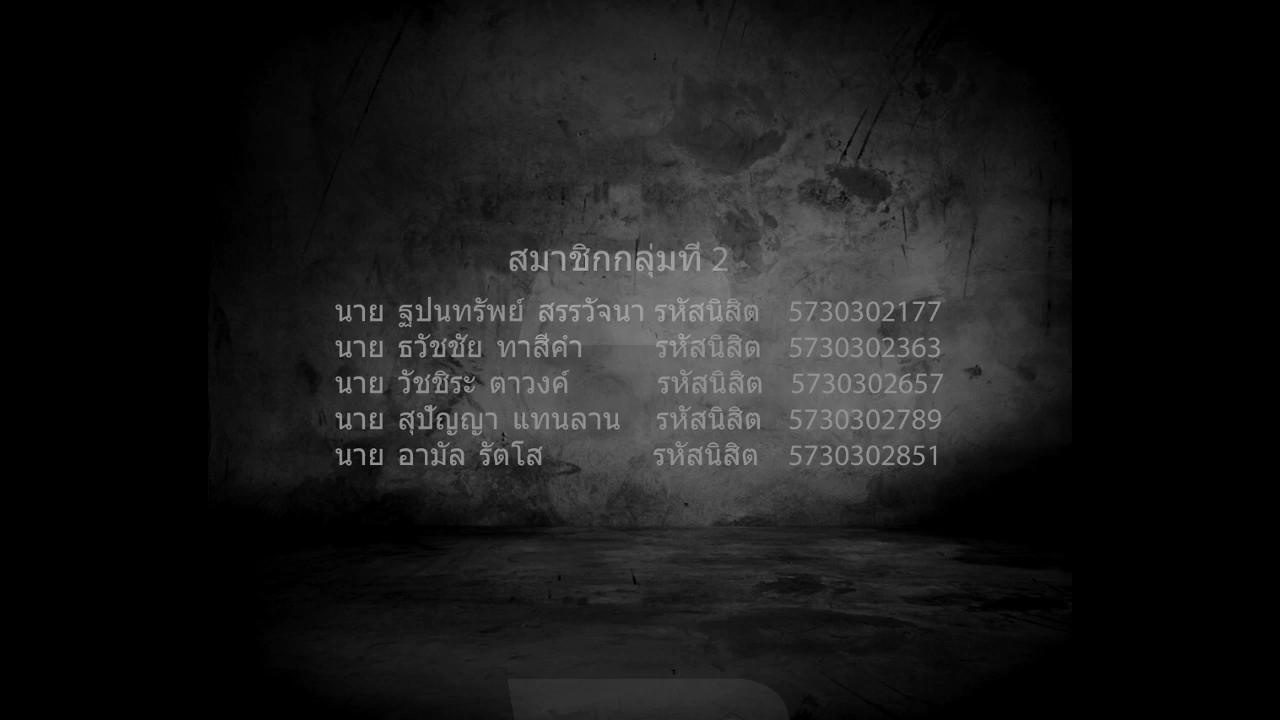 สมาชิกกลุ่มที่ 2
นาย ฐปนทรัพย์ สรรวัจนา รหัสนิสิต 5730302177
นาย ธวัชชัย ทาสีคำ รหัสนิสิต 5730302363
นาย วัชชิระ ตาวงค์ รหัสนิสิต 5730302657
นาย สุปัญญา แทนลาน รหัสนิสิต 5730302789
นาย อามัล รัตโส รหัสนิสิต 5730302851